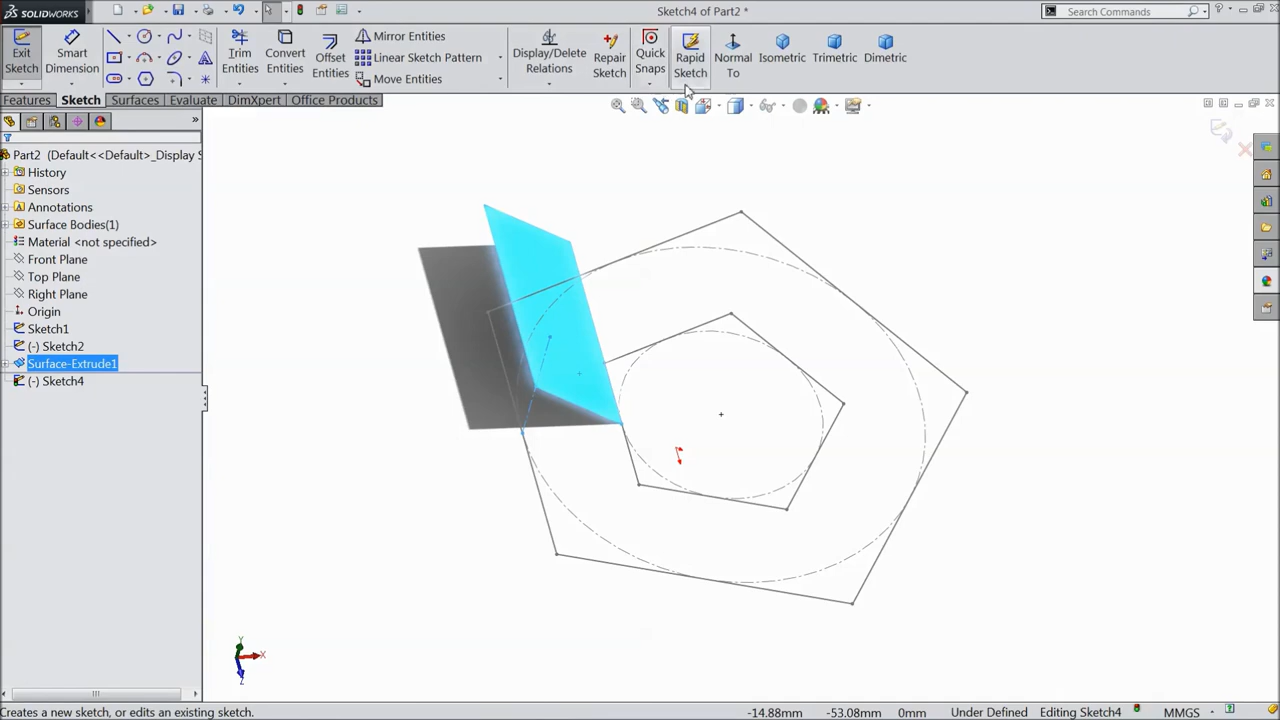 DS SOLIDWORKS
Sketch4 of Part2 *
Search Commands
Exit Sketch
Smart Dimension
Trim Entities
Convert Entities
Offset Entities
Mirror Entities
Linear Sketch Pattern
Move Entities
Display/Delete Relations
Repair Sketch
Quick Snaps
Rapid Sketch
Normal To
Isometric
Trimetric
Dimetric
Features
Sketch
Surfaces
Evaluate
DimXpert
Office Products
Part2 (Default<<Default>_Display S
History
Sensors
Annotations
Surface Bodies(1)
Material <not specified>
Front Plane
Top Plane
Right Plane
Origin
Sketch1
(-) Sketch2
Surface-Extrude1
(-) Sketch4
Y
X
Z
Creates a new sketch, or edits an existing sketch.
-14.88mm
-53.08mm
0mm
Under Defined
Editing Sketch4
MMGS